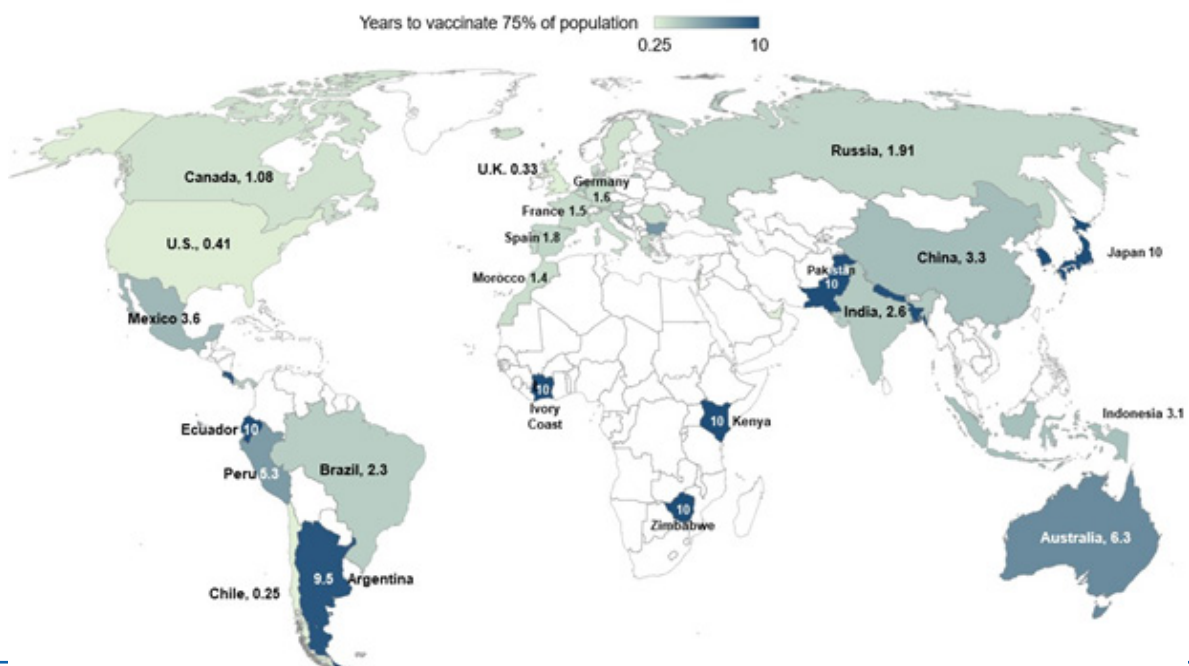 Years to vaccinate 75% of population
0.25 10
Canada, 1.08
U.S., 0.41
Mexico 3.6
Ecuador 10
Peru 5.3
Brazil, 2.3
9.5 Argentina
Chile, 0.25
U.K. 0.33
Germany
1.6
France 1.5
Spain 1.8
Morocco 1.4
10
Ivory
Coast
10 Kenya
10
Zimbabwe
Russia, 1.91
China, 3.3
Japan 10
Pakistan
10
India, 2.6
Indonesia 3.1
Australia, 6.3